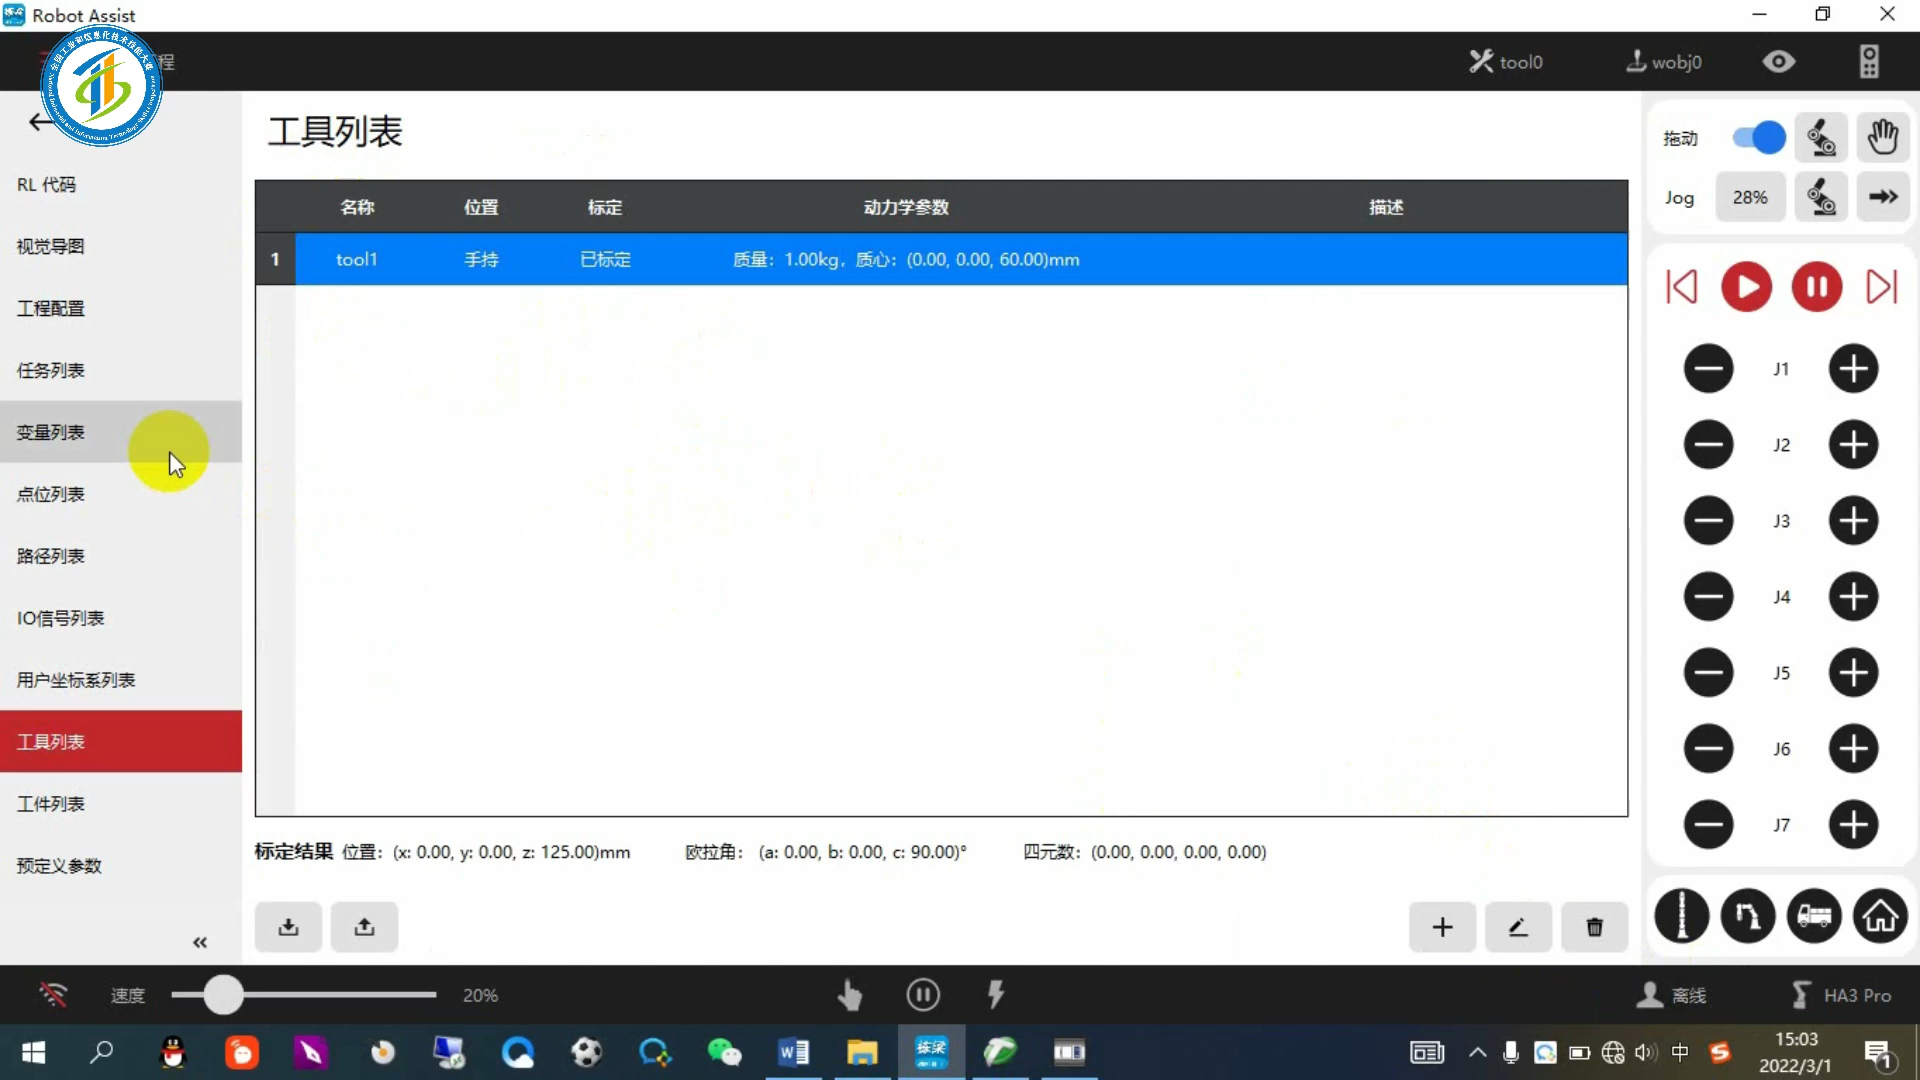 Robot Assist
程
tool0
wobj0
工具列表
RL 代码
视觉导图
工程配置
任务列表
变量列表
点位列表
路径列表
IO信号列表
用户坐标系列表
工具列表
工件列表
预定义参数
«
名称 位置 标定 动力学参数 描述
1 tool1 手持 已标定 质量：1.00kg，质心：(0.00, 0.00, 60.00)mm
标定结果 位置：(x: 0.00, y: 0.00, z: 125.00)mm 欧拉角： (a: 0.00, b: 0.00, c: 90.00)° 四元数：(0.00, 0.00, 0.00, 0.00)
拖动
Jog 28%
J1
J2
J3
J4
J5
J6
J7
速度 20%
离线 HA3 Pro
中
15:03
2022/3/1
1